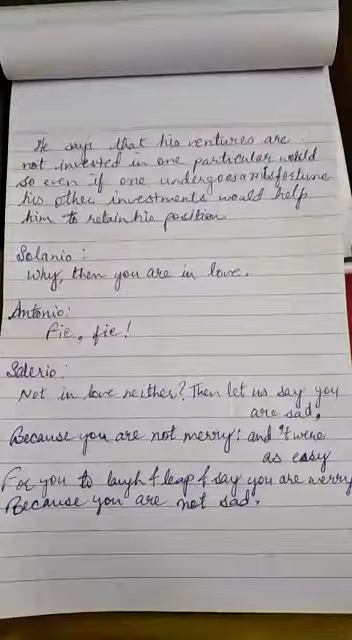 He says that his ventures are
not invested in one particular world
so even if one undergoes a misfortune
his other investments would help
him to retain his position
Solanio:
Why, then you are in love.
Antonio:
Fie, fie!
Salerio:
Not in love neither? Then let us say you
are sad,
Because you are not merry; and 't were
as easy
For you to laugh & leap & say you are merry
Because you are not sad.